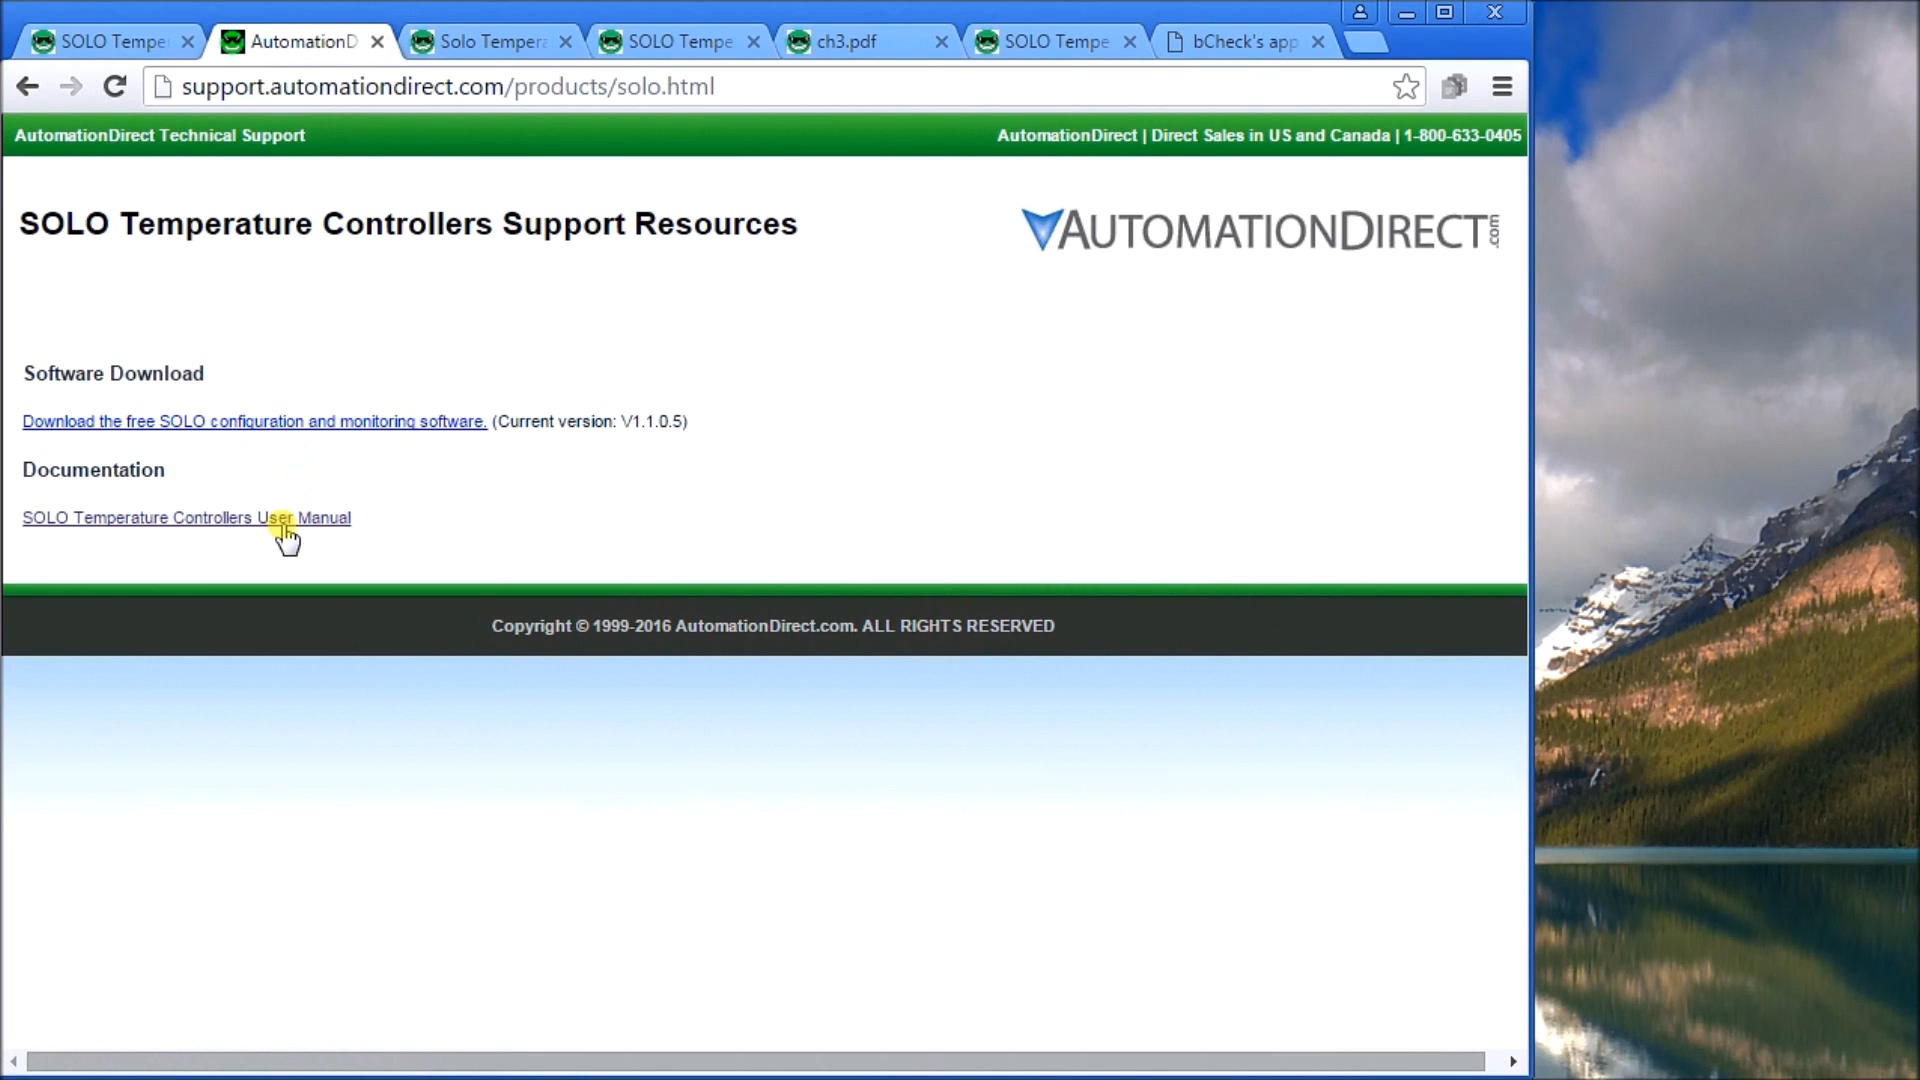 SOLO Tempe
AutomationD
Solo Tempera
SOLO Tempe
ch3.pdf
SOLO Tempe
bCheck's app
support.automationdirect.com/products/solo.html
AutomationDirect Technical Support
AutomationDirect | Direct Sales in US and Canada | 1-800-633-0405
SOLO Temperature Controllers Support Resources
AUTOMATIONDIRECT.com
Software Download
Download the free SOLO configuration and monitoring software. (Current version: V1.1.0.5)
Documentation
SOLO Temperature Controllers User Manual
Copyright © 1999-2016 AutomationDirect.com. ALL RIGHTS RESERVED